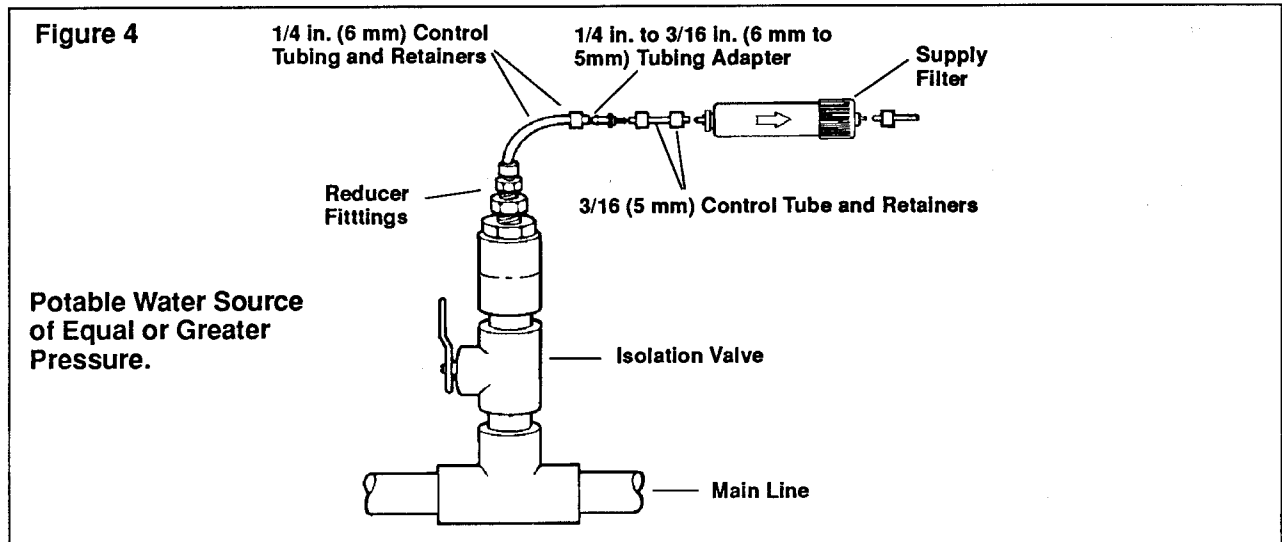 Figure 4
1/4 in. (6 mm) Control
Tubing and Retainers
1/4 in. to 3/16 in. (6 mm to
5mm) Tubing Adapter
Supply
Filter
Reducer
Fitttings
3/16 (5 mm) Control Tube and Retainers
Potable Water Source
of Equal or Greater
Pressure.
Isolation Valve
Main Line